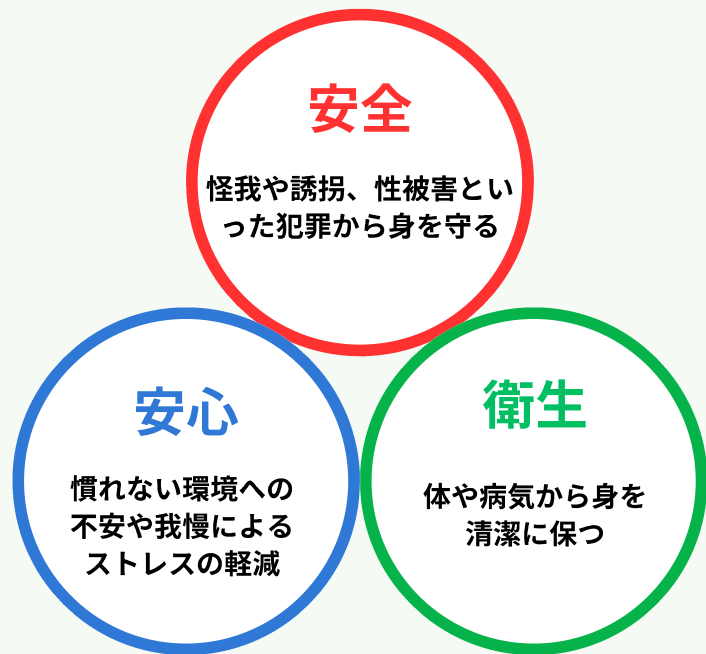 安全
怪我や誘拐、性被害とい
った犯罪から身を守る
安心
慣れない環境への
不安や我慢による
ストレスの軽減
衛生
体や病気から身を
清潔に保つ